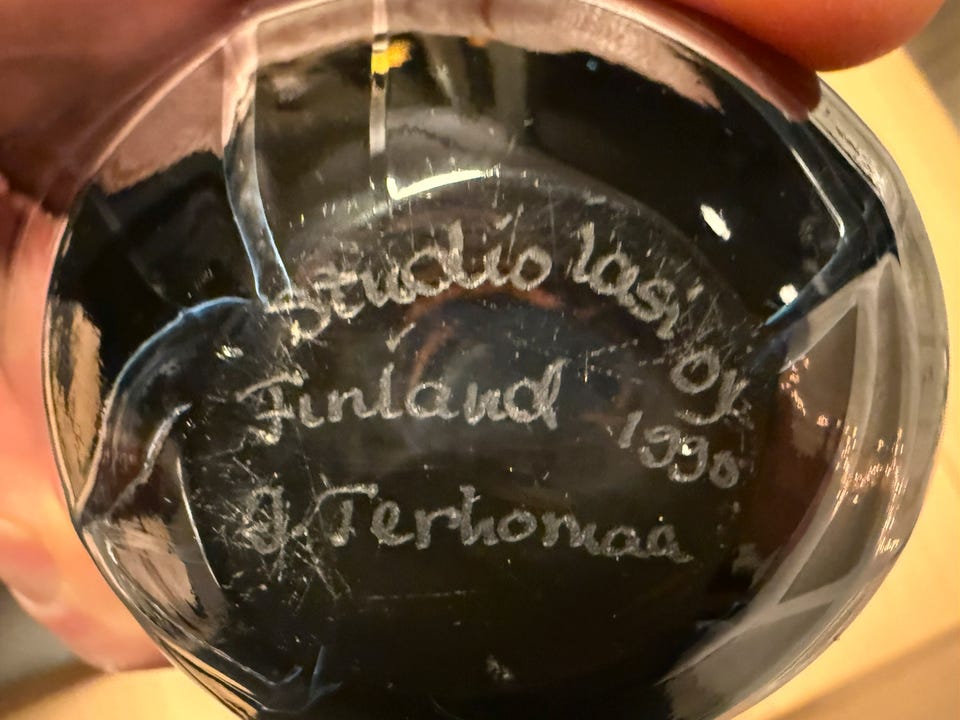 Studio lasi Oy
Finland 1990
J. Terhomaa